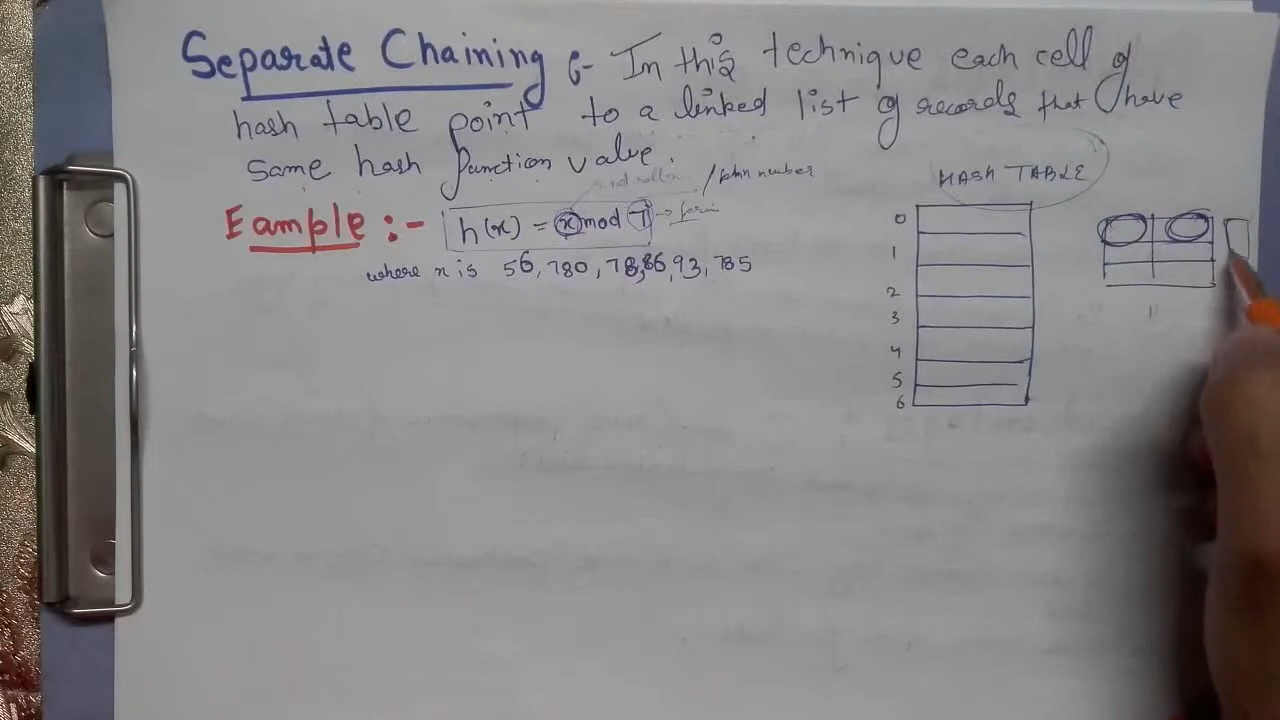 Separate Chaining :- In this technique each cell of
hash table point to a linked list of records that have
same hash function value.
/phn number
HASH TABLE
Eample :- h(x) = x mod 7 →
where x is 56, 780, 78, 86, 93, 785
0
1
2
3
4
5
6